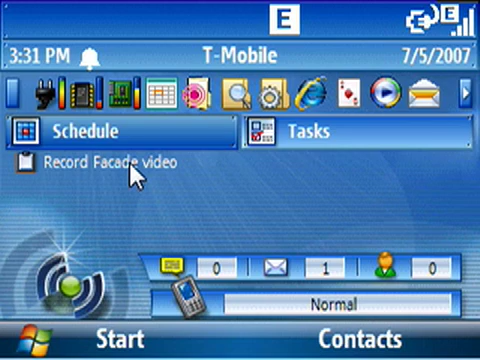 E
E
3:31 PM T-Mobile 7/5/2007
Schedule Tasks
Record Facade video
0 1 0
Normal
Start Contacts